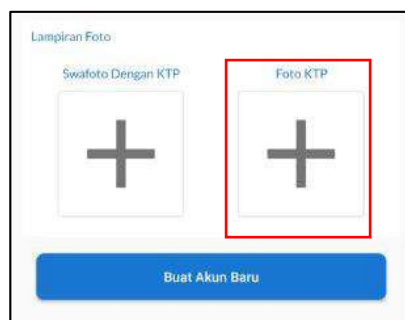 Lampiran Foto
Swafoto Dengan KTP
Foto KTP
Buat Akun Baru